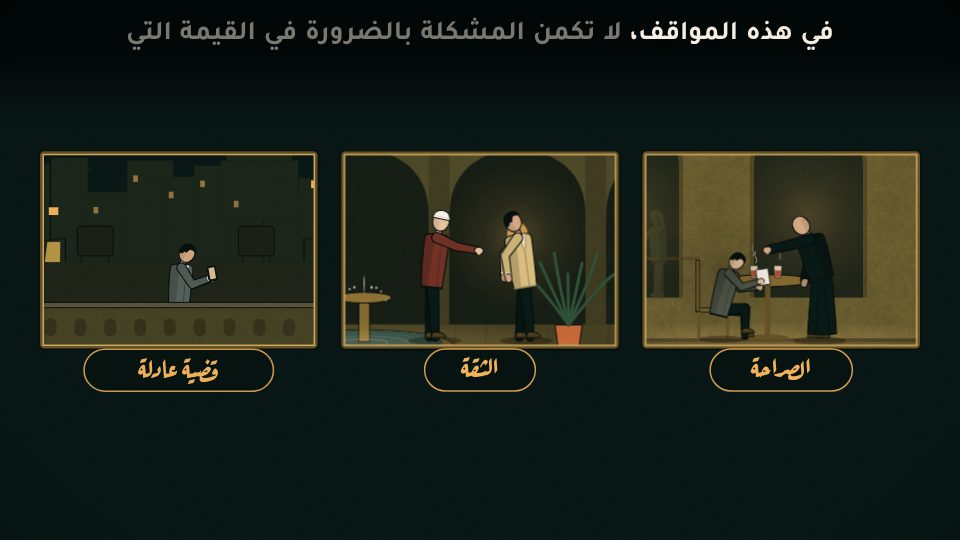 في هذه المواقف، لا تكمن المشكلة بالضرورة في القيمة التي
الصراحة
الثقة
قضية عادلة